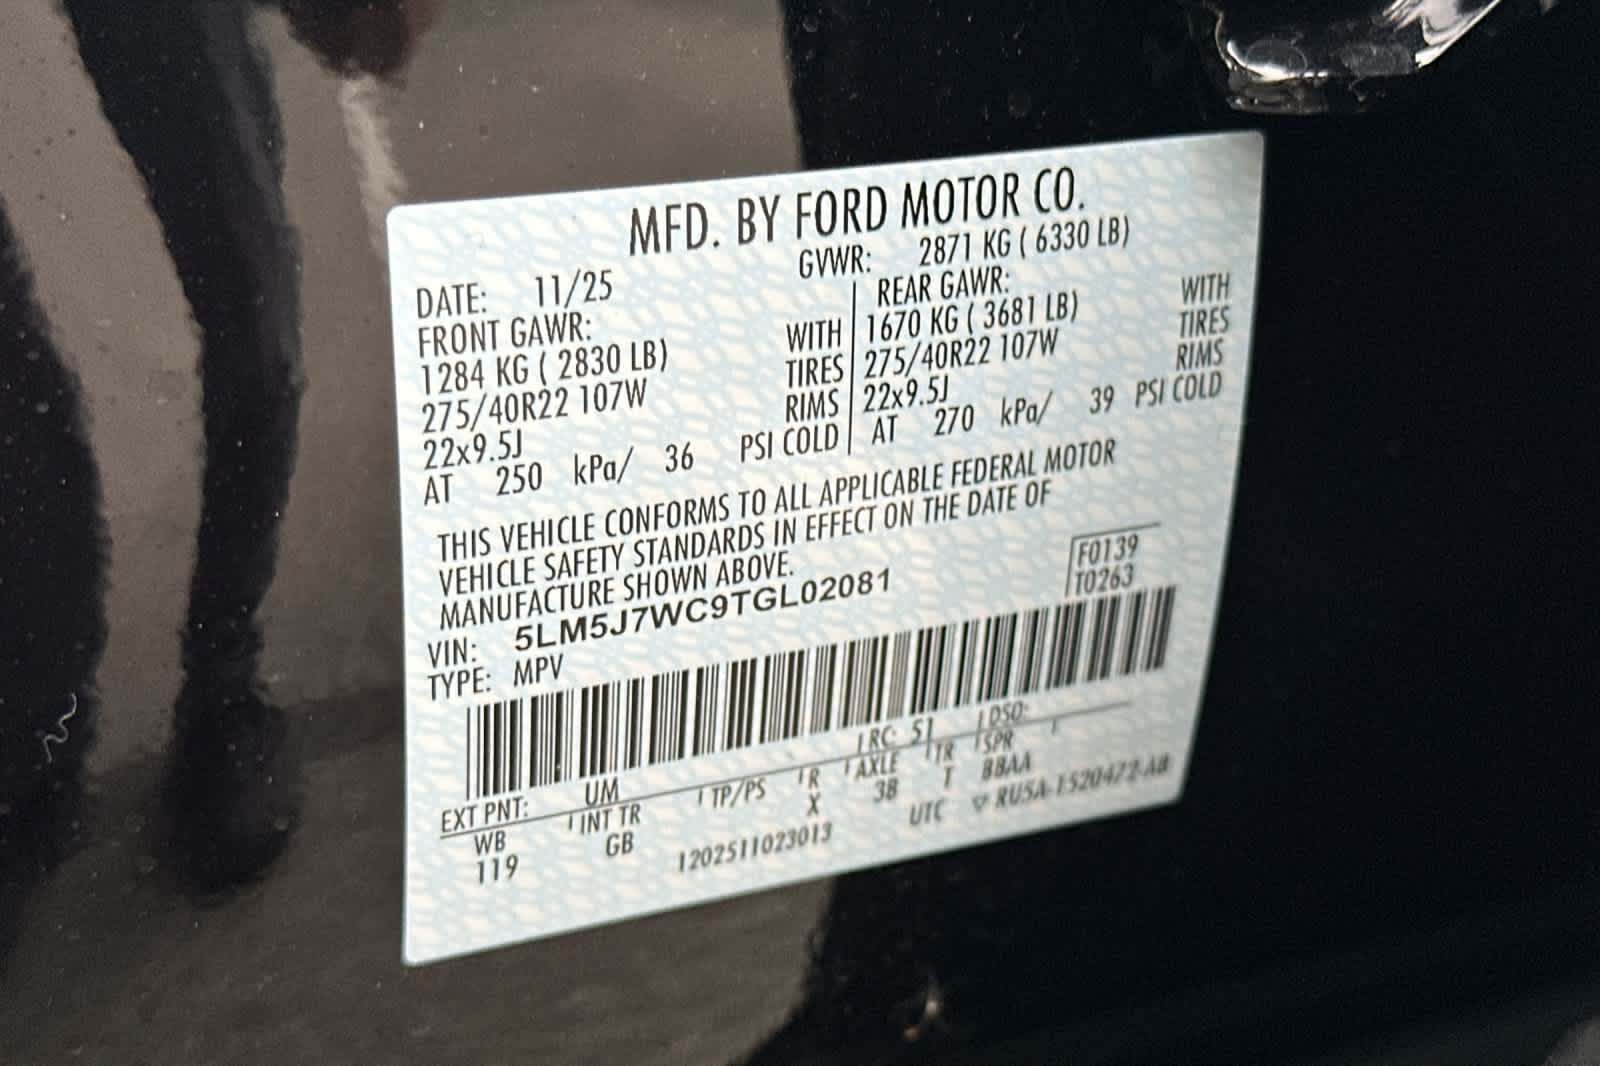 MFD. BY FORD MOTOR CO.
DATE: 11/25 GVWR: 2871 KG ( 6330 LB)
FRONT GAWR: REAR GAWR:
1284 KG ( 2830 LB) WITH 1670 KG ( 3681 LB) WITH
275/40R22 107W TIRES 275/40R22 107W TIRES
22x9.5J RIMS 22x9.5J RIMS
AT 250 kPa/ 36 PSI COLD AT 270 kPa/ 39 PSI COLD
THIS VEHICLE CONFORMS TO ALL APPLICABLE FEDERAL MOTOR
VEHICLE SAFETY STANDARDS IN EFFECT ON THE DATE OF
MANUFACTURE SHOWN ABOVE.
F0139
T0263
VIN: 5LM5J7WC9TGL02081
TYPE: MPV
EXT PNT: UM RC: 51 DSO:
WB INT TR TP/PS R AXLE TR SPR
119 GB X 38 T BBAA
1202511023013 UTC RU5A-1520472-AB